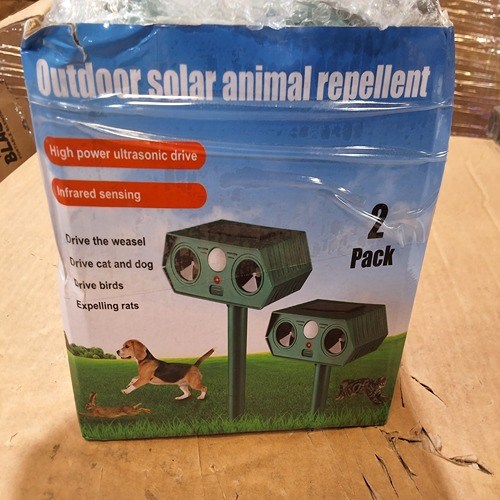 Outdoor solar animal repellent
High power ultrasonic drive
Infrared sensing
2
Pack
Drive the weasel
Drive cat and dog
Drive birds
Expelling rats